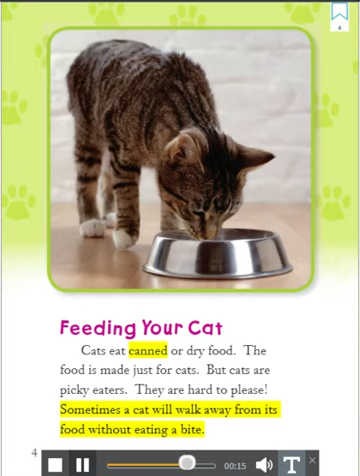 4
Feeding Your Cat
Cats eat canned or dry food. The
food is made just for cats. But cats are
picky eaters. They are hard to please!
Sometimes a cat will walk away from its
food without eating a bite.
4
00:15
T